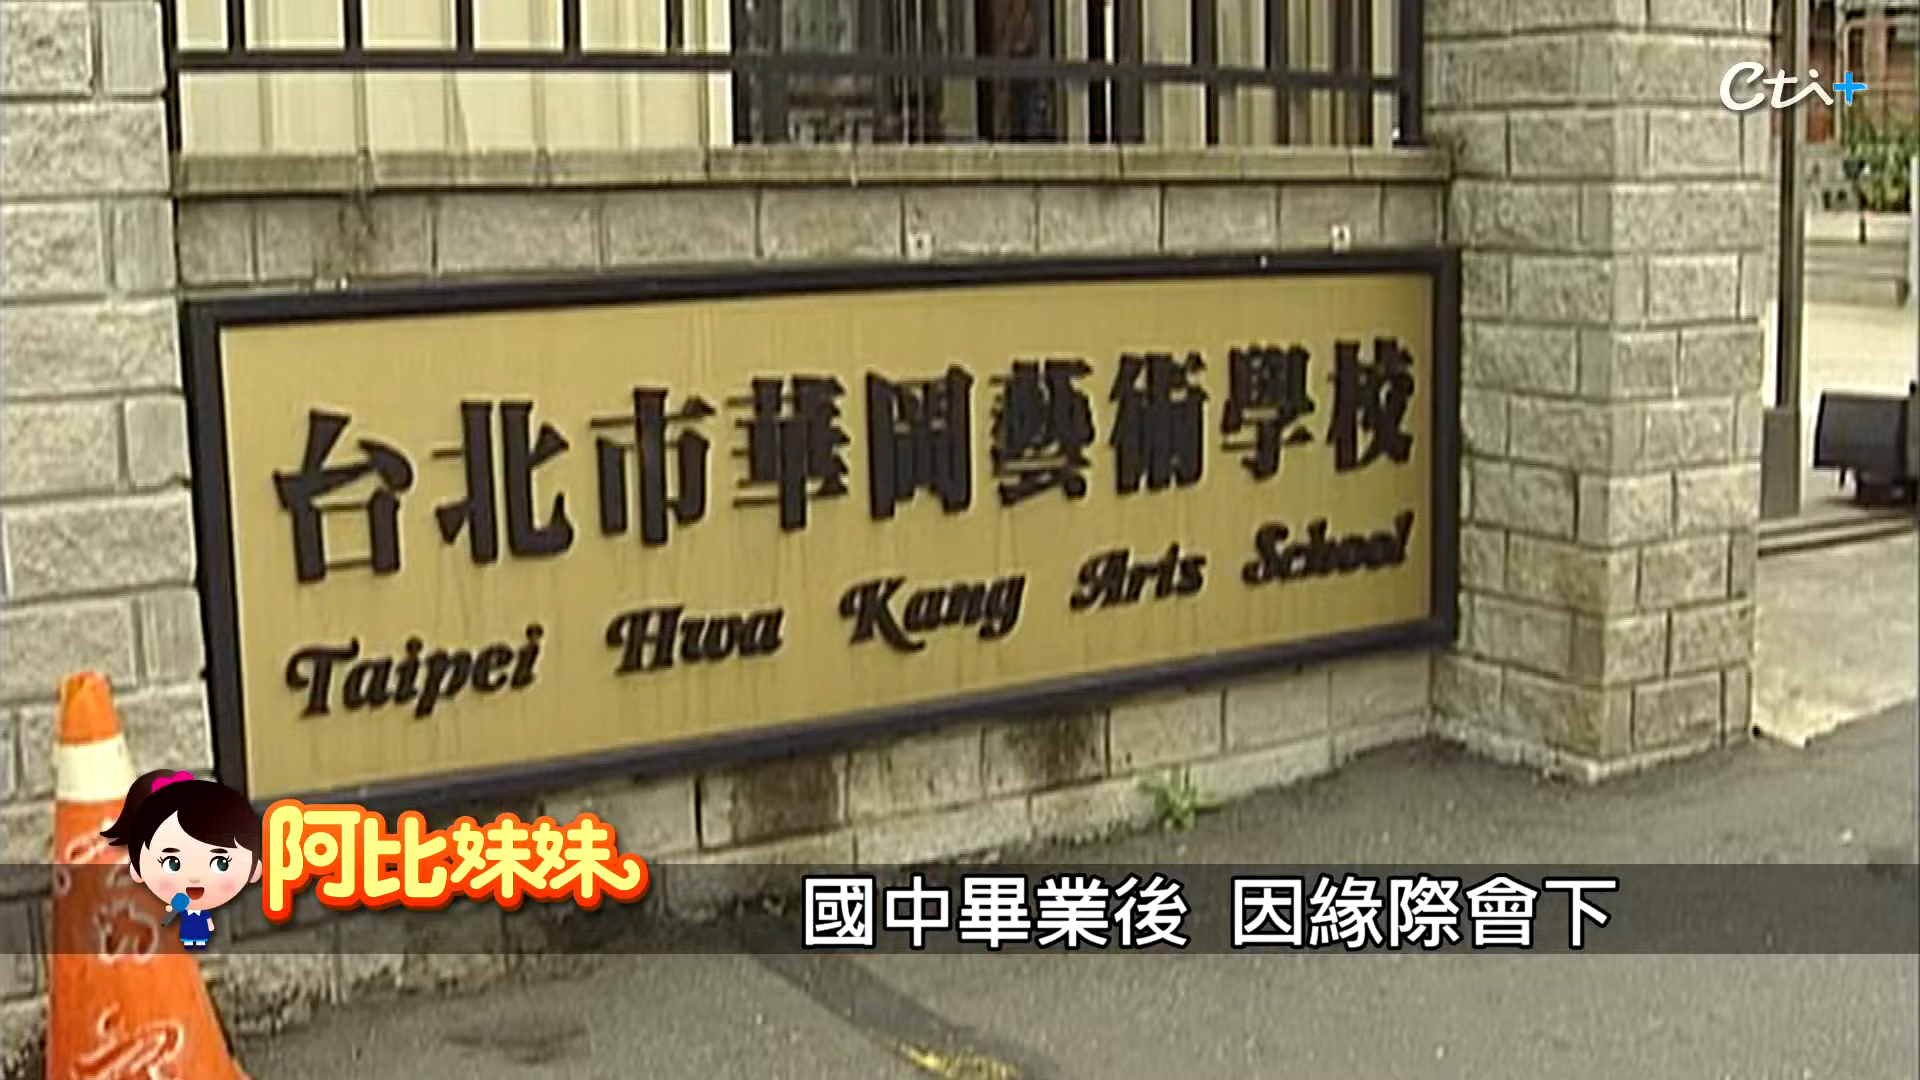 Cti+
台北市華岡藝術學校
Taipei Hwa Kang Arts School
阿比妹妹
國中畢業後 因緣際會下